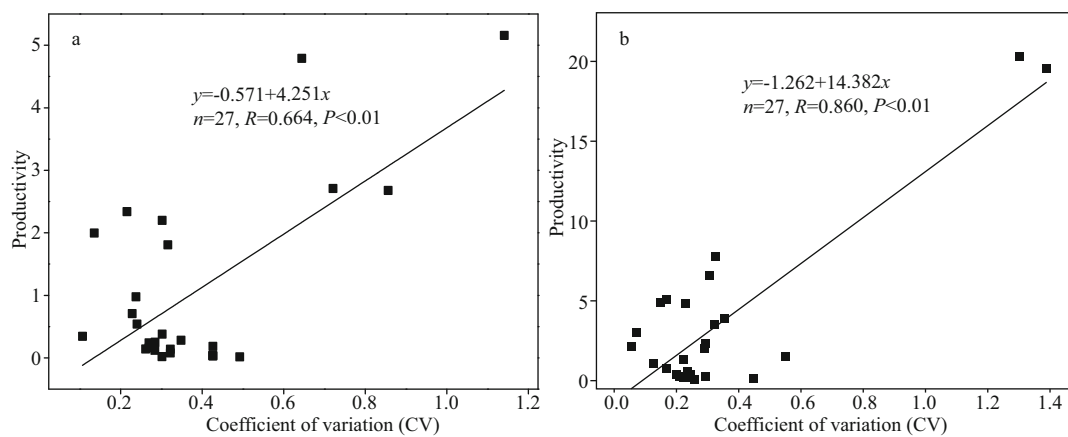 a
y=-0.571+4.251x
n=27, R=0.664, P<0.01
Productivity
5
4
3
2
1
0
0.2
0.4
0.6
0.8
1.0
1.2
Coefficient of variation (CV)
b
y=-1.262+14.382x
n=27, R=0.860, P<0.01
Productivity
20
15
10
5
0
0.0
0.2
0.4
0.6
0.8
1.0
1.2
1.4
Coefficient of variation (CV)